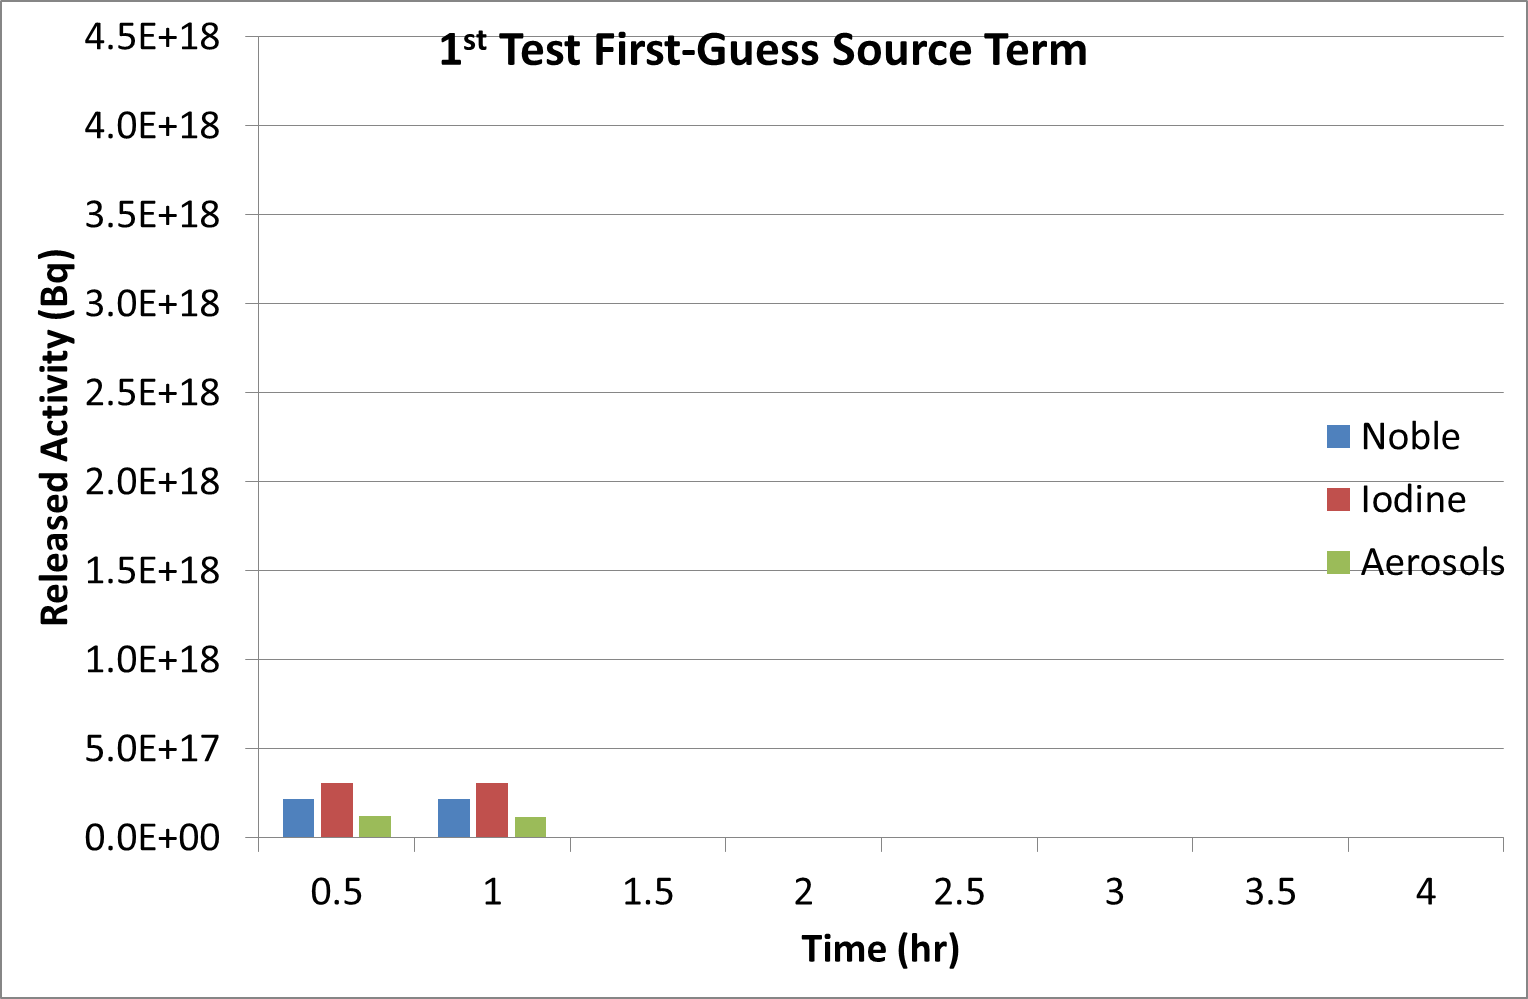 1st Test First-Guess Source Term
4.5E+18
4.0E+18
3.5E+18
3.0E+18
2.5E+18
2.0E+18
1.5E+18
1.0E+18
5.0E+17
0.0E+00
Released Activity (Bq)
Noble
Iodine
Aerosols
0.5 1 1.5 2 2.5 3 3.5 4
Time (hr)